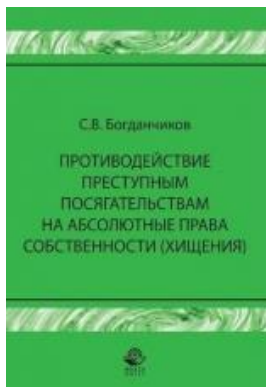 С.В. Богданчиков
ПРОТИВОДЕЙСТВИЕ
ПРЕСТУПНЫМ
ПОСЯГАТЕЛЬСТВАМ
НА АБСОЛЮТНЫЕ ПРАВА
СОБСТВЕННОСТИ (ХИЩЕНИЯ)